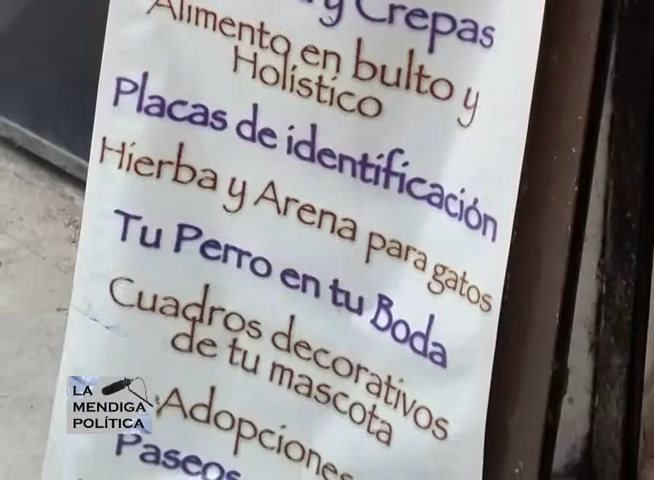 y Crepas
Alimento en bulto y
Holístico
Placas de identificación
Hierba y Arena para gatos
Tu Perro en tu Boda
Cuadros decorativos
de tu mascota
Adopciones
Paseos
LA
MENDIGA
POLÍTICA